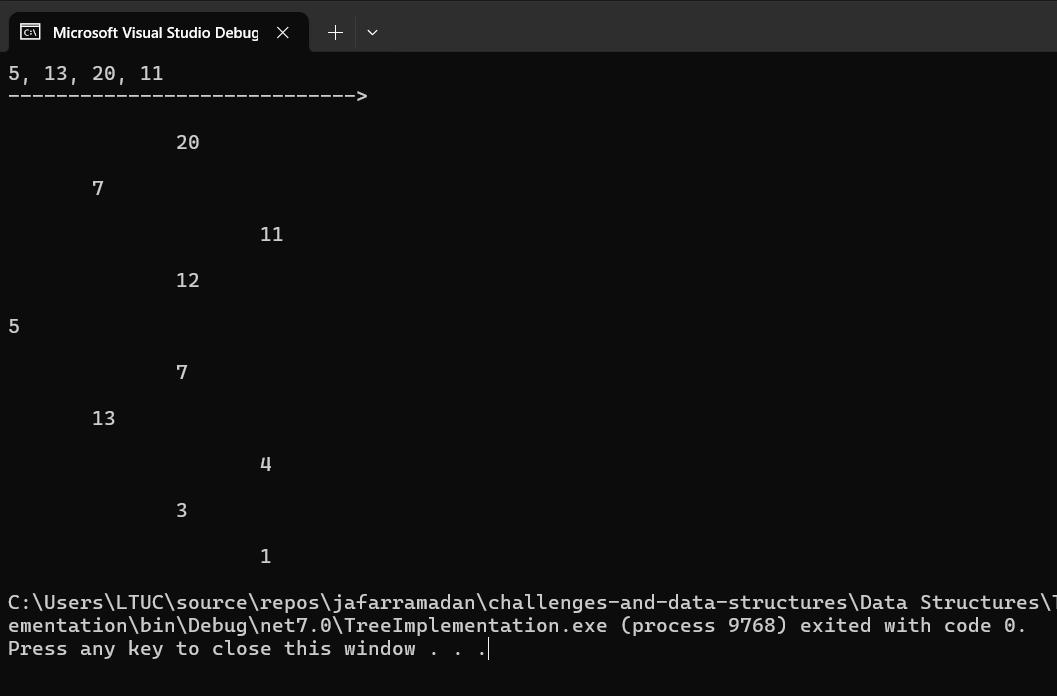 Microsoft Visual Studio Debug
5, 13, 20, 11
----------------------------->
20
7
11
12
5
7
13
4
3
1
C:\Users\LTUC\source\repos\jafarramadan\challenges-and-data-structures\Data Structures\T
ementation\bin\Debug\net7.0\TreeImplementation.exe (process 9768) exited with code 0.
Press any key to close this window . . .